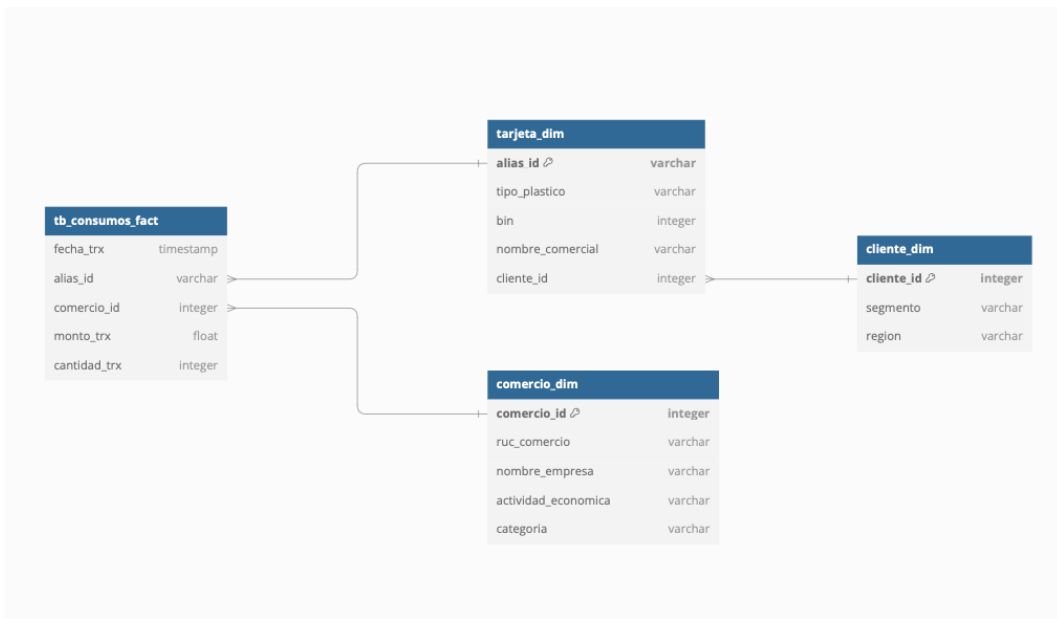 tarjeta_dim
alias_id varchar
tipo_plastico varchar
bin integer
nombre_comercial varchar
cliente_id integer
tb_consumos_fact
fecha_trx timestamp
alias_id varchar
comercio_id integer
monto_trx float
cantidad_trx integer
cliente_dim
cliente_id integer
segmento varchar
region varchar
comercio_dim
comercio_id integer
ruc_comercio varchar
nombre_empresa varchar
actividad_economica varchar
categoria varchar